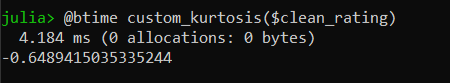 julia> @btime custom_kurtosis($clean_rating)
  4.184 ms (0 allocations: 0 bytes)
-0.6489415035335244